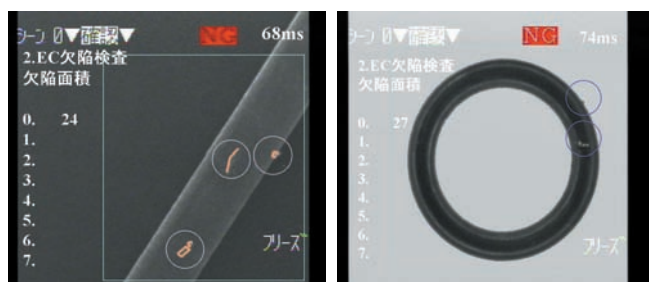 シーン 0▼確認▼ NG 68ms
2.EC欠陥検査
欠陥面積
0. 24
1.
2.
3.
4.
5.
6.
7.
フリーズ
シーン 0▼確認▼ NG 74ms
2.EC欠陥検査
欠陥面積
0. 27
1.
2.
3.
4.
5.
6.
7.
フリーズ